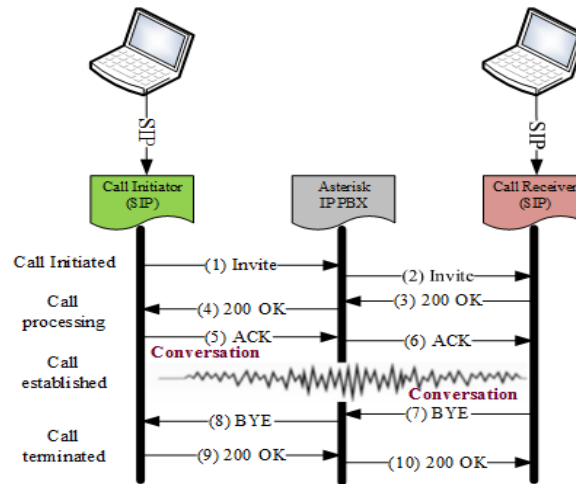 SIP
SIP
Call Initiator
(SIP)
Asterisk
IPPBX
Call Receiver
(SIP)
Call Initiated
(1) Invite
(2) Invite
Call
processing
(4) 200 OK
(3) 200 OK
(5) ACK
(6) ACK
Conversation
Call
established
Conversation
(8) BYE
(7) BYE
Call
terminated
(9) 200 OK
(10) 200 OK